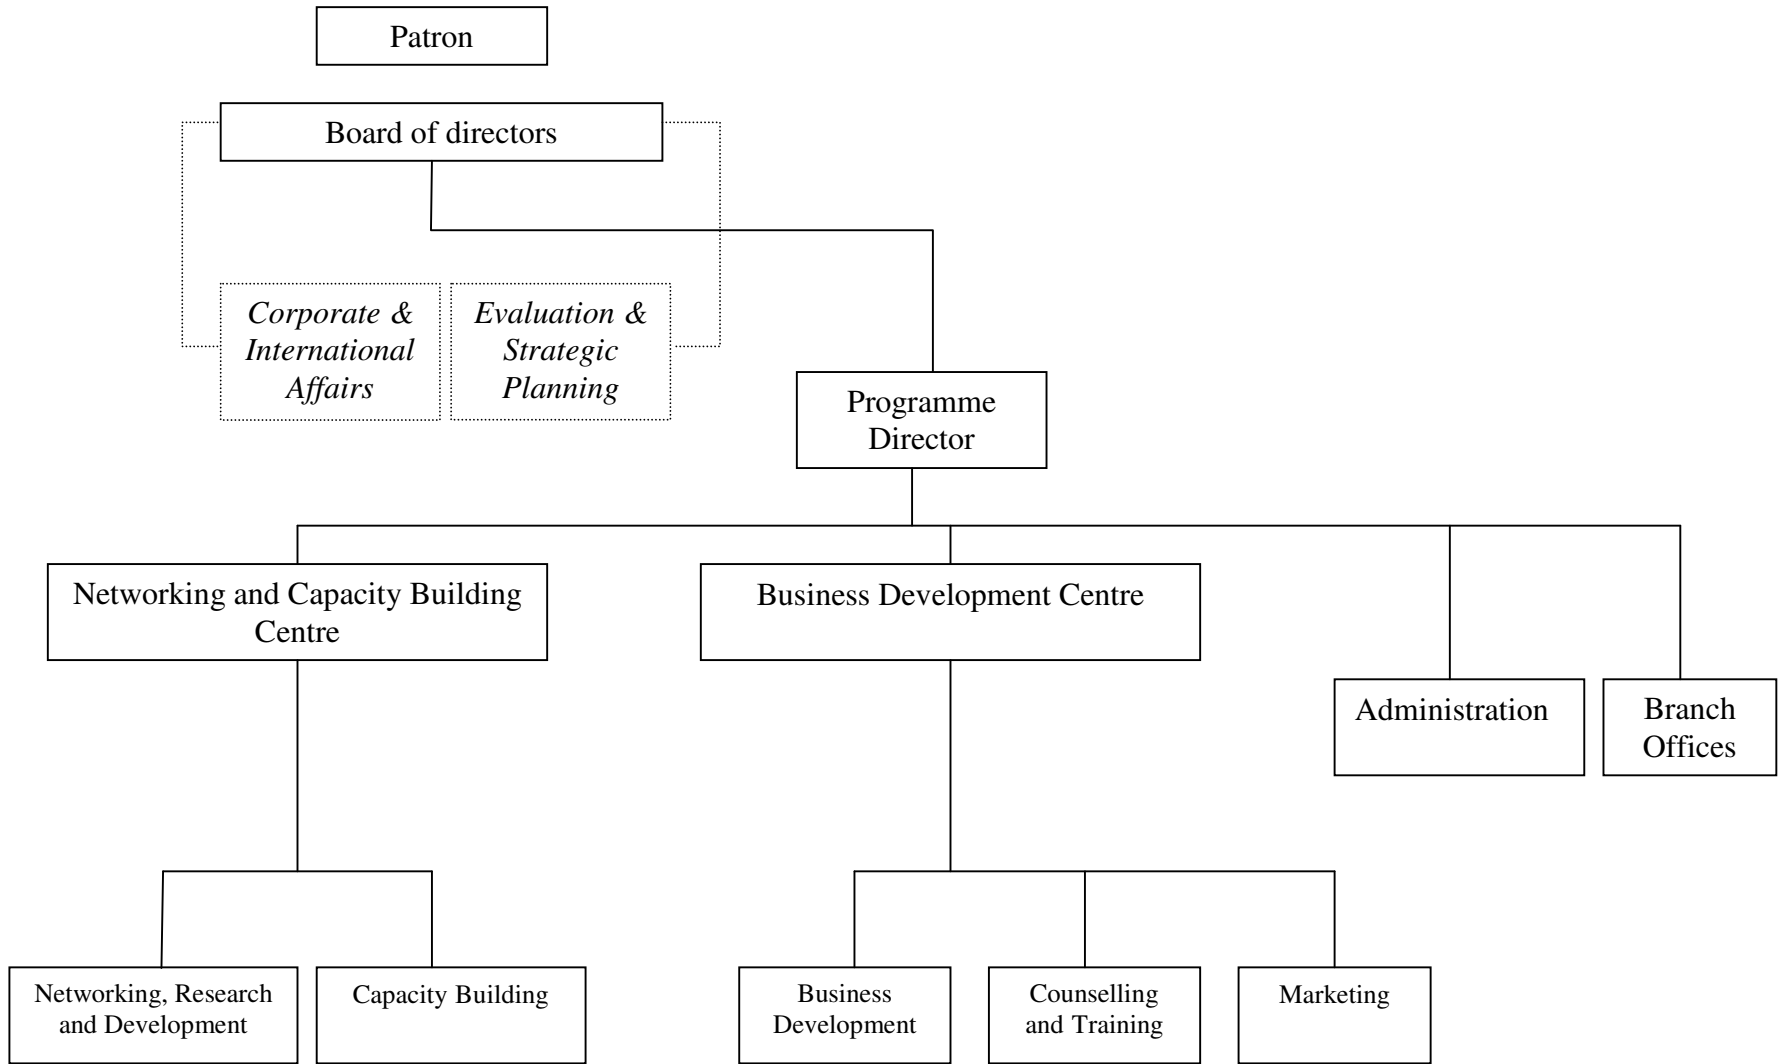 Patron
Board of directors
Corporate &
International
Affairs
Evaluation &
Strategic
Planning
Programme
Director
Networking and Capacity Building
Centre
Business Development Centre
Administration
Branch
Offices
Networking, Research
and Development
Capacity Building
Business
Development
Counselling
and Training
Marketing